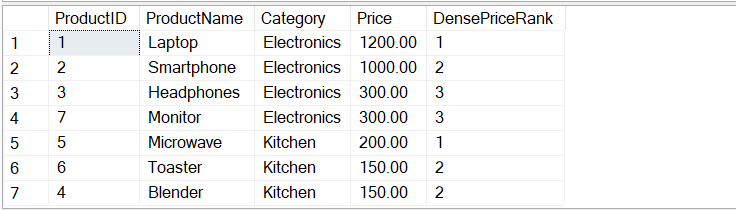 ProductID ProductName Category Price DensePriceRank
1 1 Laptop Electronics 1200.00 1
2 2 Smartphone Electronics 1000.00 2
3 3 Headphones Electronics 300.00 3
4 7 Monitor Electronics 300.00 3
5 5 Microwave Kitchen 200.00 1
6 6 Toaster Kitchen 150.00 2
7 4 Blender Kitchen 150.00 2